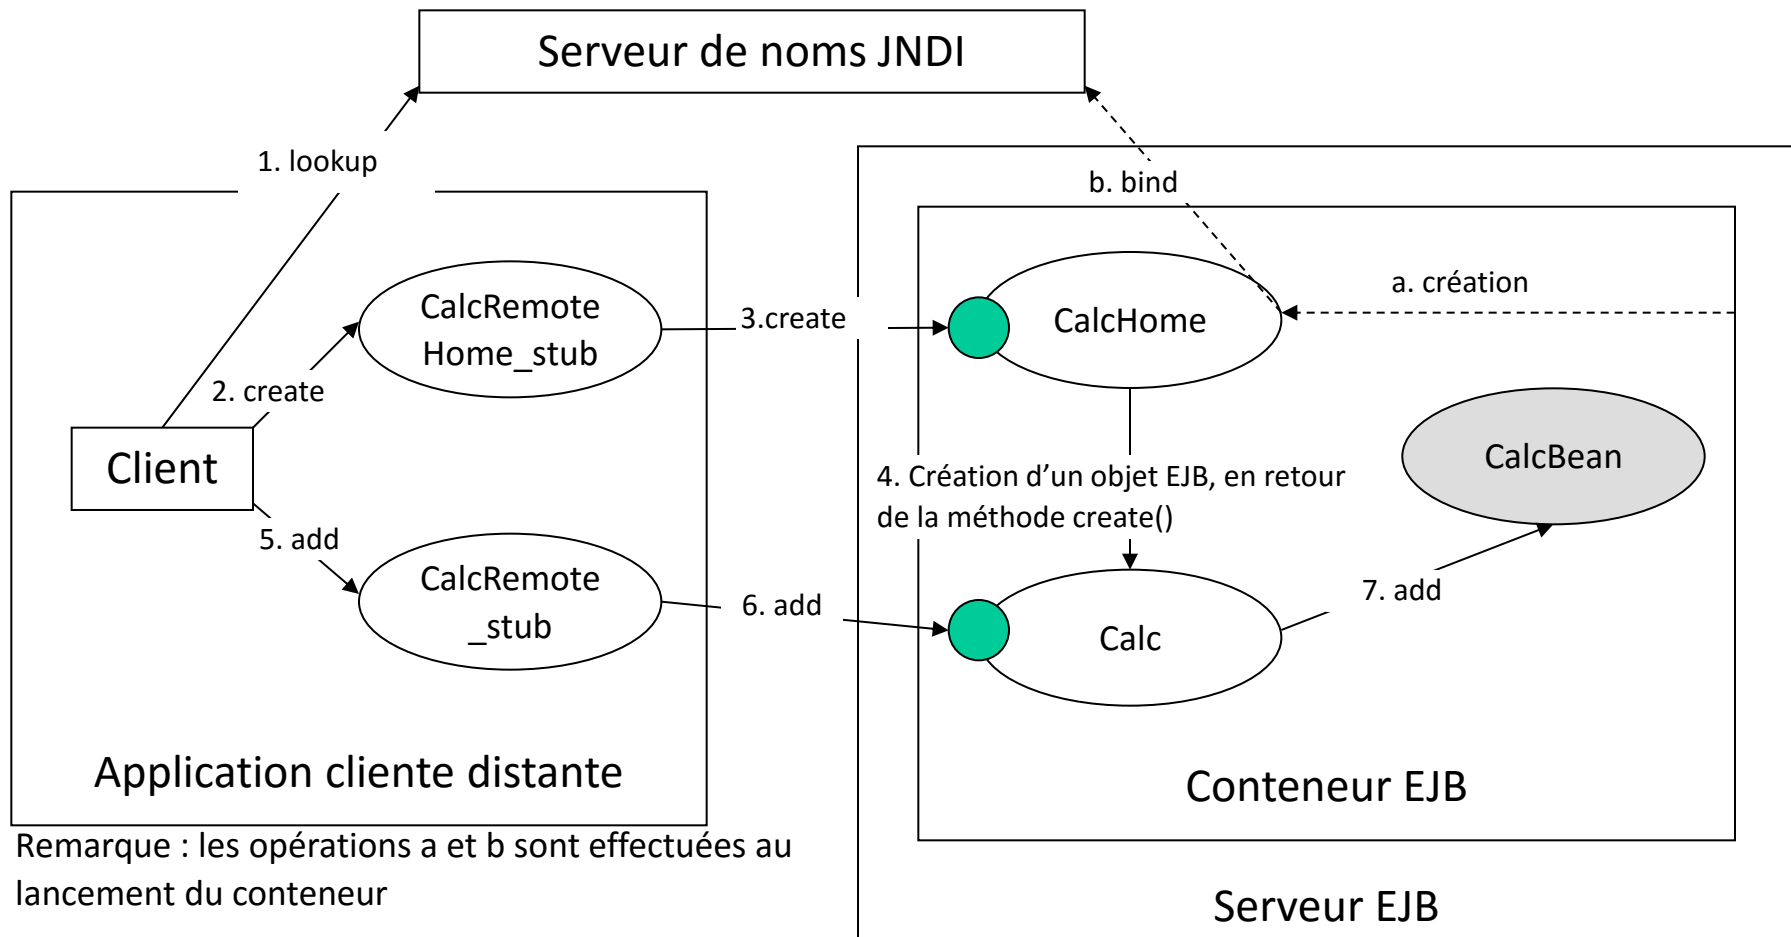 Serveur de noms JNDI
1. lookup
b. bind
a. création
CalcRemote
Home_stub
3.create
CalcHome
2. create
Client
CalcBean
4. Création d'un objet EJB, en retour
de la méthode create()
5. add
CalcRemote
_stub
6. add
Calc
7. add
Application cliente distante
Conteneur EJB
Remarque : les opérations a et b sont effectuées au
lancement du conteneur
Serveur EJB